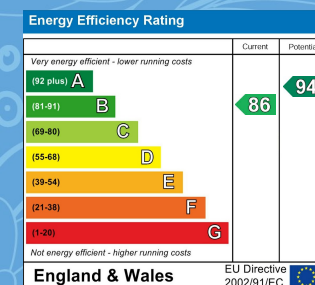 Energy Efficiency Rating
Current Potentia
Very energy efficient - lower running costs
(92 plus) A
94
(81-91) B
86
(69-80) C
(55-68) D
(39-54) E
(21-38) F
(1-20) G
Not energy efficient - higher running costs
England & Wales
EU Directive
2002/91/EC